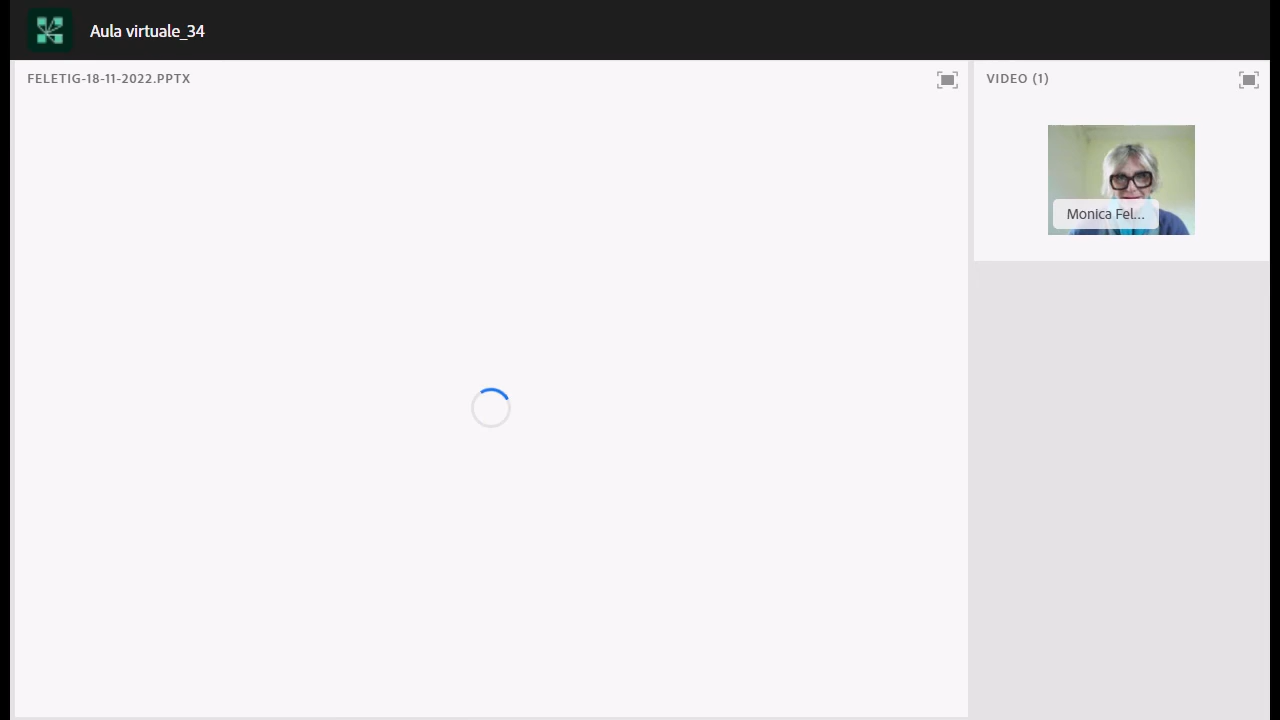 Aula virtuale_34
FELETIG-18-11-2022.PPTX
VIDEO (1)
Monica Fel...